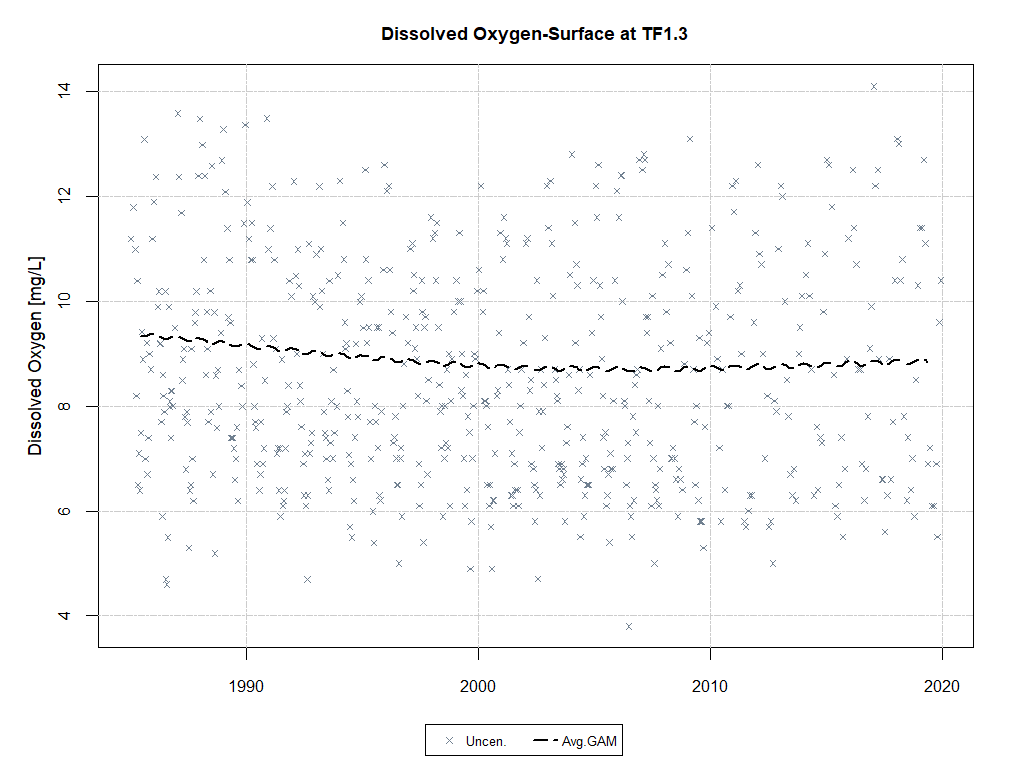 Dissolved Oxygen-Surface at TF1.3
Dissolved Oxygen [mg/L]
14
12
10
8
6
4
1990 2000 2010 2020
Uncen. Avg.GAM